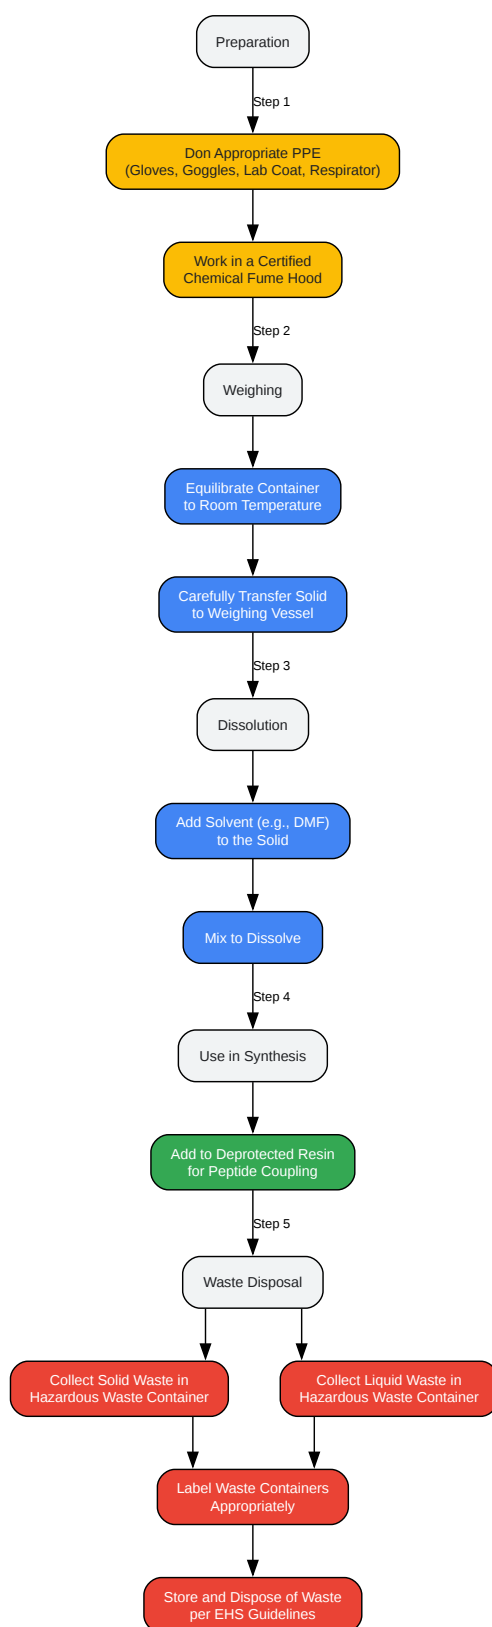 Preparation
Step 1
Don Appropriate PPE
(Gloves, Goggles, Lab Coat, Respirator)
Work in a Certified
Chemical Fume Hood
Step 2
Weighing
Equilibrate Container
to Room Temperature
Carefully Transfer Solid
to Weighing Vessel
Step 3
Dissolution
Add Solvent (e.g., DMF)
to the Solid
Mix to Dissolve
Step 4
Use in Synthesis
Add to Deprotected Resin
for Peptide Coupling
Step 5
Waste Disposal
Collect Solid Waste in
Hazardous Waste Container
Collect Liquid Waste in
Hazardous Waste Container
Label Waste Containers
Appropriately
Store and Dispose of Waste
per EHS Guidelines